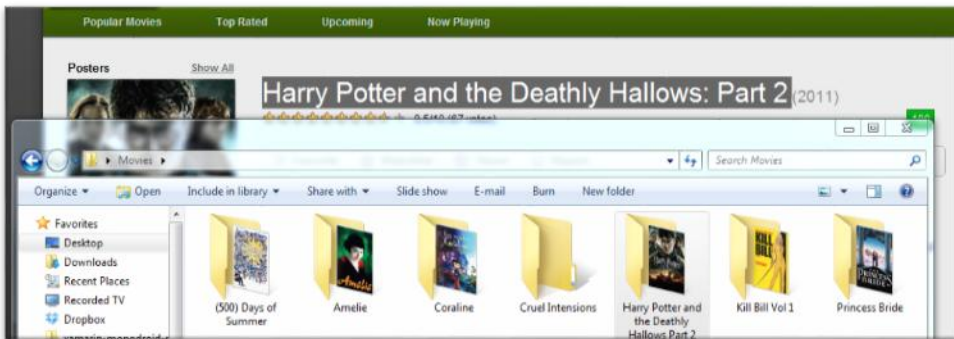 Popular Movies Top Rated Upcoming Now Playing
Posters Show All
Harry Potter and the Deathly Hallows: Part 2 (2011)
Movies
Search Movies
Organize Open Include in library Share with Slide show E-mail Burn New folder
Favorites
Desktop
Downloads
Recent Places
Recorded TV
Dropbox
(500) Days of
Summer
Amelie
Coraline
Cruel Intensions
Harry Potter and
the Deathly
Hallows Part 2
Kill Bill Vol 1
Princess Bride
Amelie
KILL
BILL